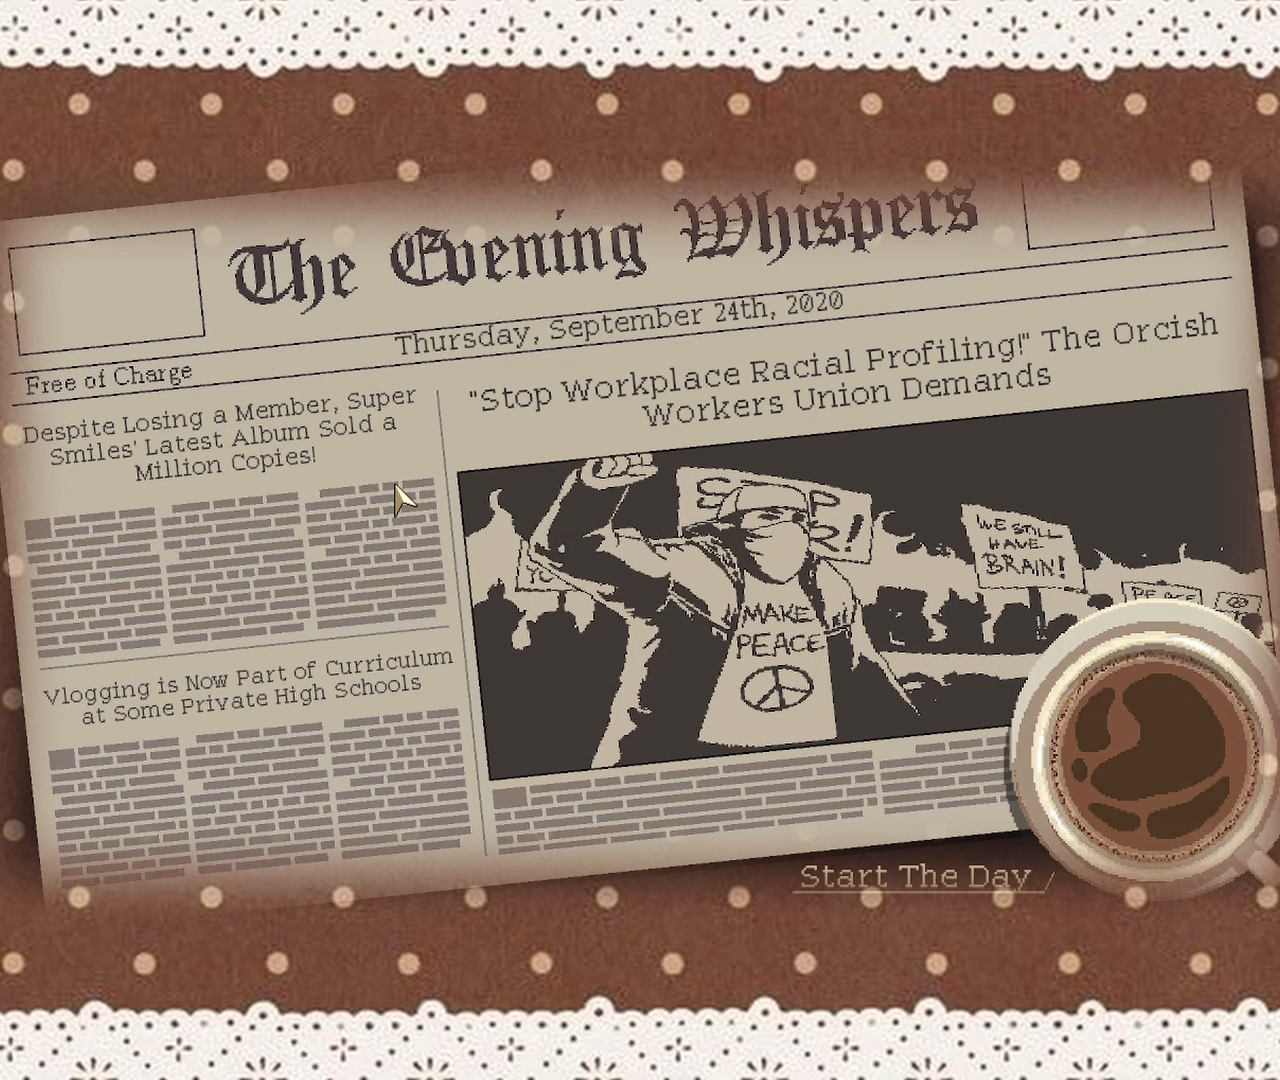 The Evening Whispers
Thursday, September 24th, 2020
Free of Charge
Despite Losing a Member, Super
Smiles' Latest Album Sold a
Million Copies!
"Stop Workplace Racial Profiling!" The Orcish
Workers Union Demands
WE STILL
HAVE
BRAIN!
PEACE
MAKE
PEACE
Vlogging is Now Part of Curriculum
at Some Private High Schools
Start The Day